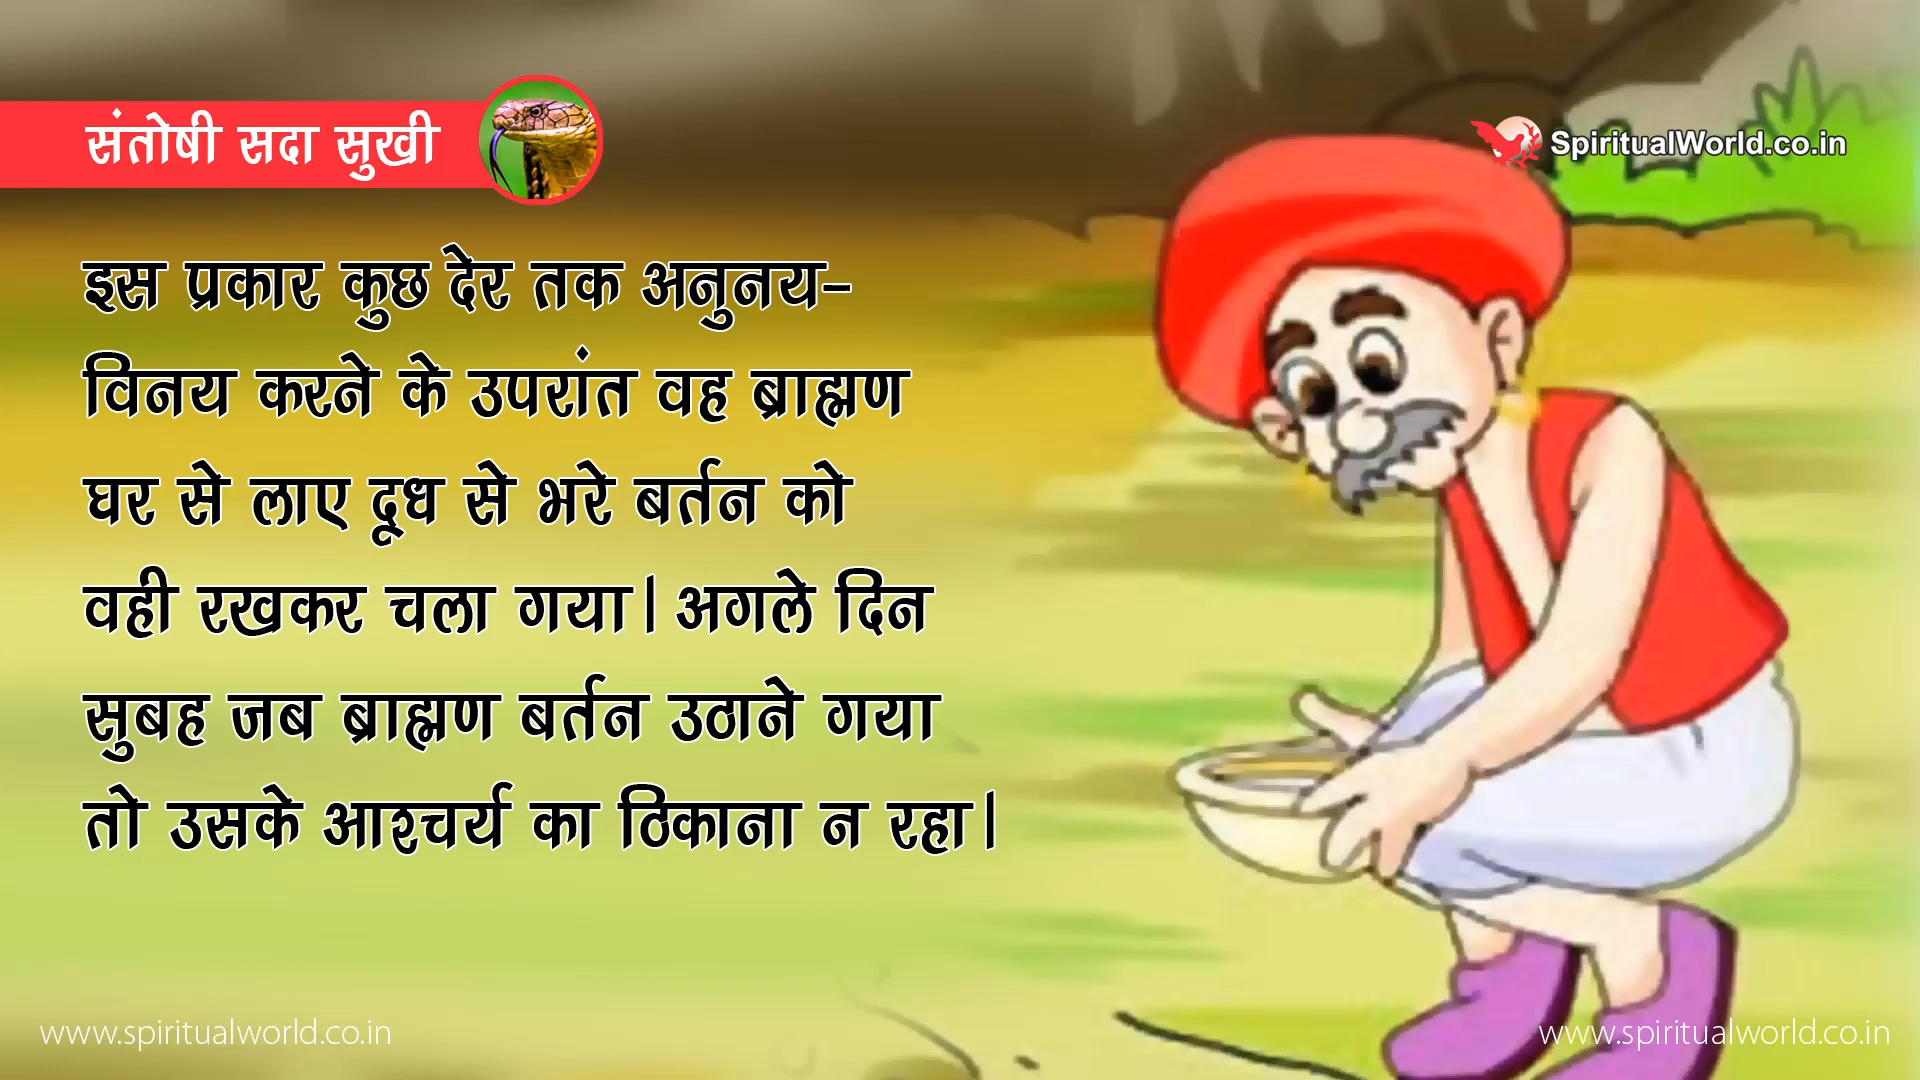 संतोषी सदा सुखी
SpiritualWorld.co.in
इस प्रकार कुछ देर तक अनुनय-
विनय करने के उपरांत वह ब्राह्मण
घर से लाए दूध से भरे बर्तन को
वही रखकर चला गया। अगले दिन
सुबह जब ब्राह्मण बर्तन उठाने गया
तो उसके आश्चर्य का ठिकाना न रहा।
www.spiritualworld.co.in
www.spiritualworld.co.in